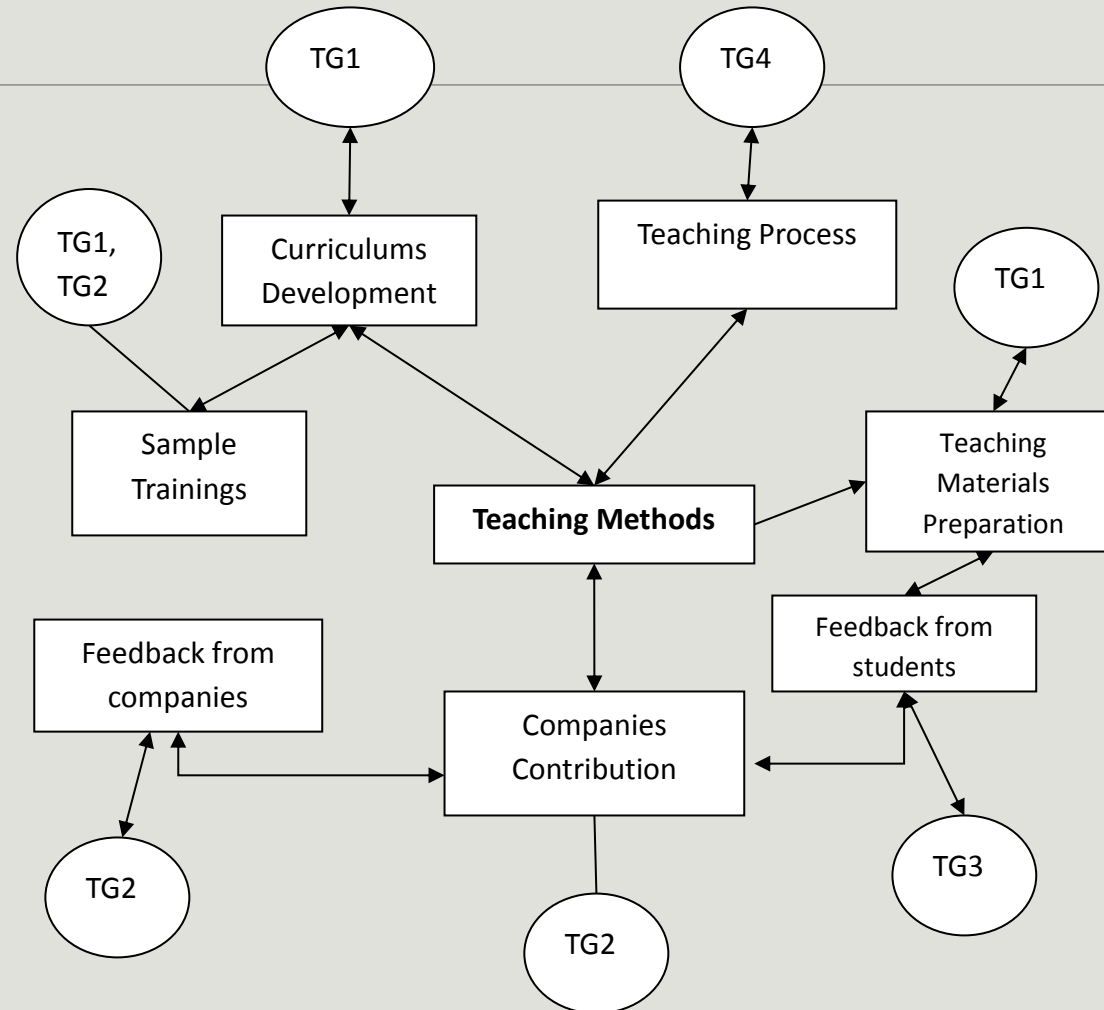 TG1
TG4
TG1,
TG2
Curriculums
Development
Teaching Process
TG1
Sample
Trainings
Teaching
Materials
Preparation
Teaching Methods
Feedback from
students
Feedback from
companies
Companies
Contribution
TG2
TG3
TG2